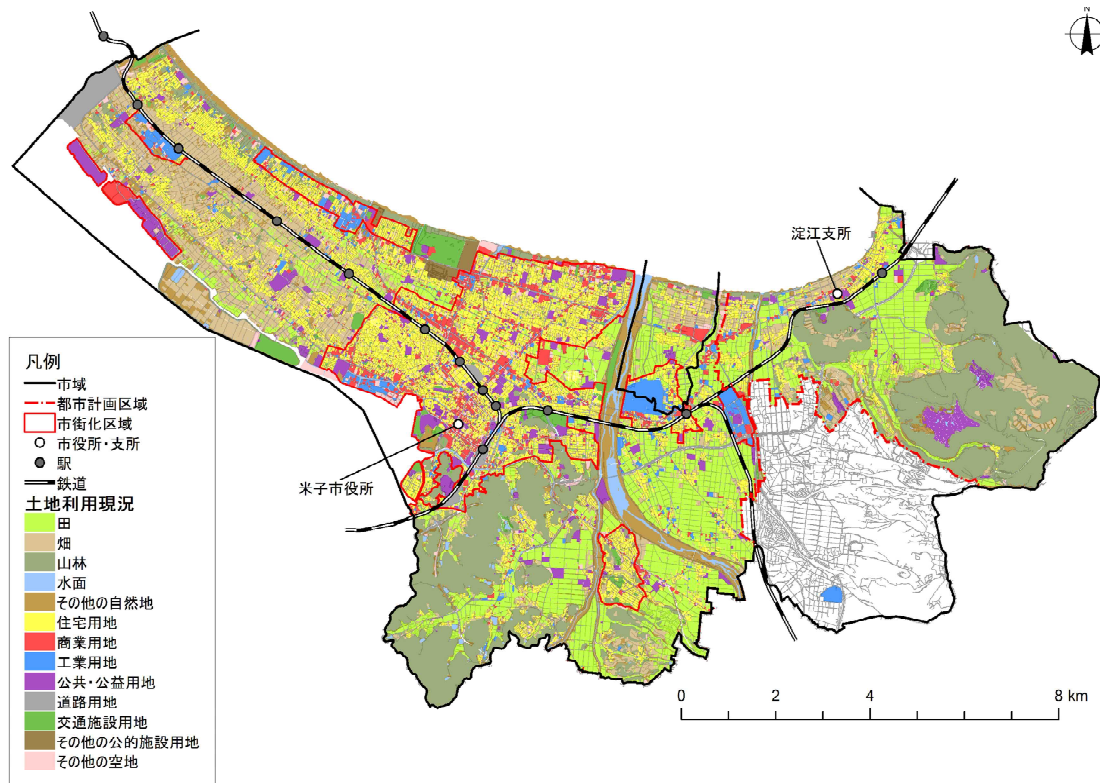 N
淀江支所
米子市役所
凡例
市域
都市計画区域
市街化区域
市役所・支所
駅
鉄道
土地利用現況
田
畑
山林
水面
その他の自然地
住宅用地
商業用地
工業用地
公共・公益用地
道路用地
交通施設用地
その他の公的施設用地
その他の空地
0 2 4 8 km